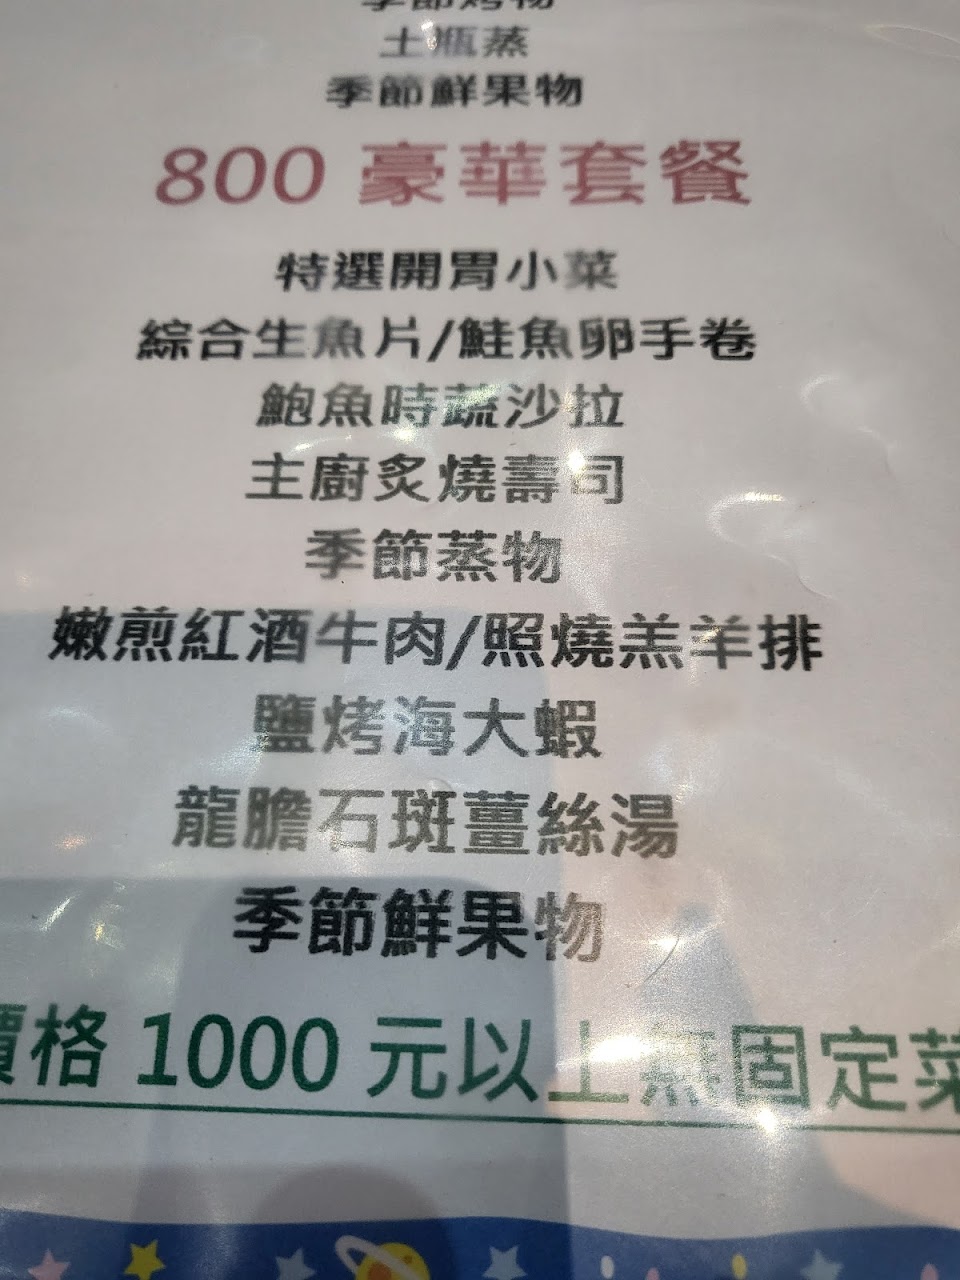 季節烤物
土瓶蒸
季節鮮果物
800 豪華套餐
特選開胃小菜
綜合生魚片/鮭魚卵手卷
鮑魚時蔬沙拉
主廚炙燒壽司
季節蒸物
嫩煎紅酒牛肉/照燒羔羊排
鹽烤海大蝦
龍膽石斑薑絲湯
季節鮮果物
價格 1000 元以上無固定菜